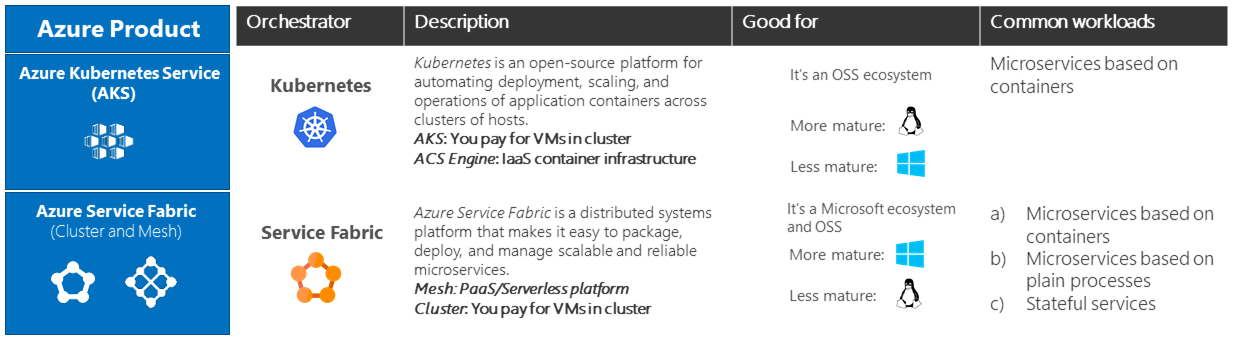 Azure Product
Orchestrator
Description
Good for
Common workloads
Azure Kubernetes Service
(AKS)
Kubernetes
Kubernetes is an open-source platform for
automating deployment, scaling, and
operations of application containers across
clusters of hosts.
AKS: You pay for VMs in cluster
ACS Engine: IaaS container infrastructure
It's an OSS ecosystem
More mature:
Less mature:
Microservices based on
containers
Azure Service Fabric
(Cluster and Mesh)
Service Fabric
Azure Service Fabric is a distributed systems
platform that makes it easy to package,
deploy, and manage scalable and reliable
microservices.
Mesh: PaaS/Serverless platform
Cluster: You pay for VMs in cluster
It's a Microsoft ecosystem
and OSS
More mature:
Less mature:
a) Microservices based on
containers
b) Microservices based on
plain processes
c) Stateful services